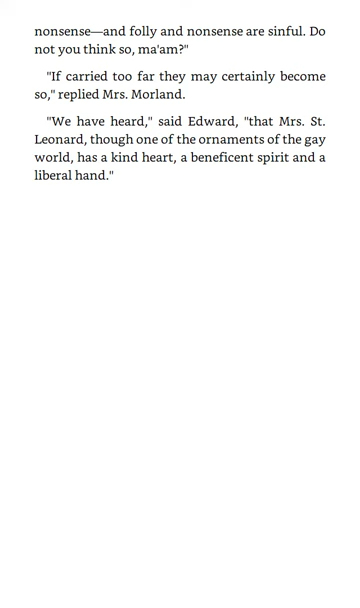 nonsense—and folly and nonsense are sinful. Do
not you think so, ma'am?"
"If carried too far they may certainly become
so," replied Mrs. Morland.
"We have heard," said Edward, "that Mrs. St.
Leonard, though one of the ornaments of the gay
world, has a kind heart, a beneficent spirit and a
liberal hand."